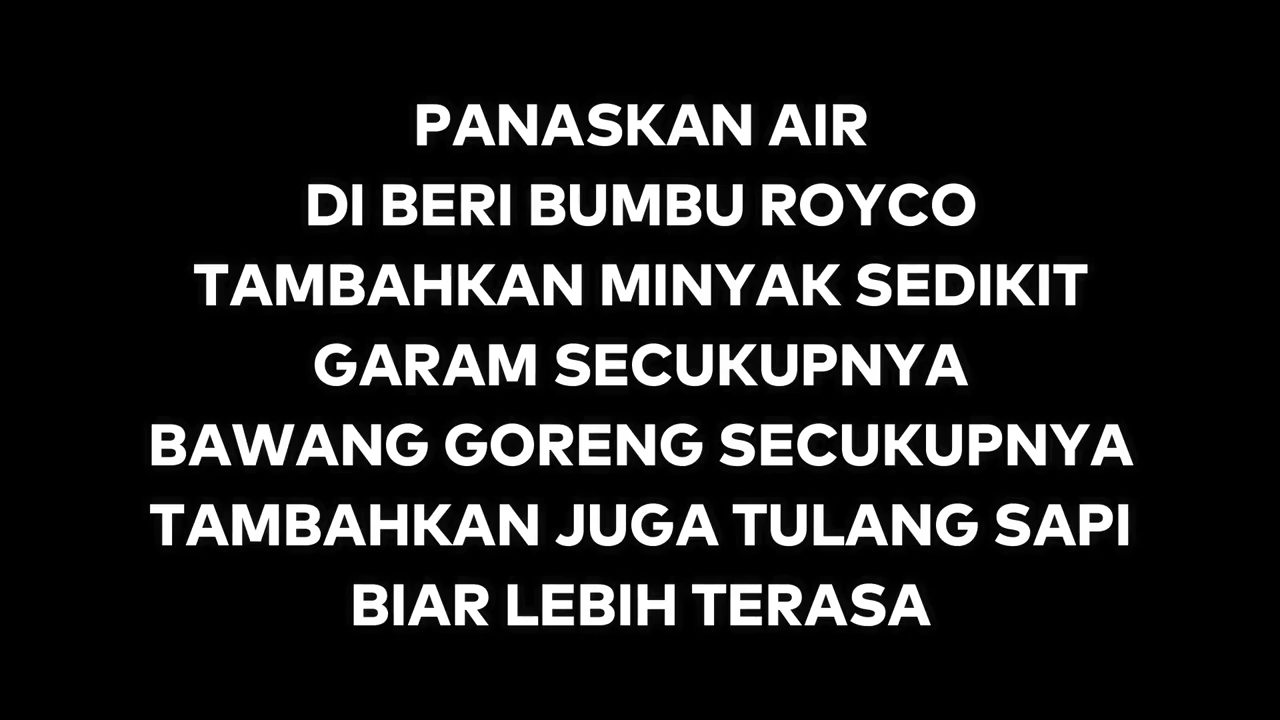 PANASKAN AIR
DI BERI BUMBU ROYCO
TAMBAHKAN MINYAK SEDIKIT
GARAM SECUKUPNYA
BAWANG GORENG SECUKUPNYA
TAMBAHKAN JUGA TULANG SAPI
BIAR LEBIH TERASA